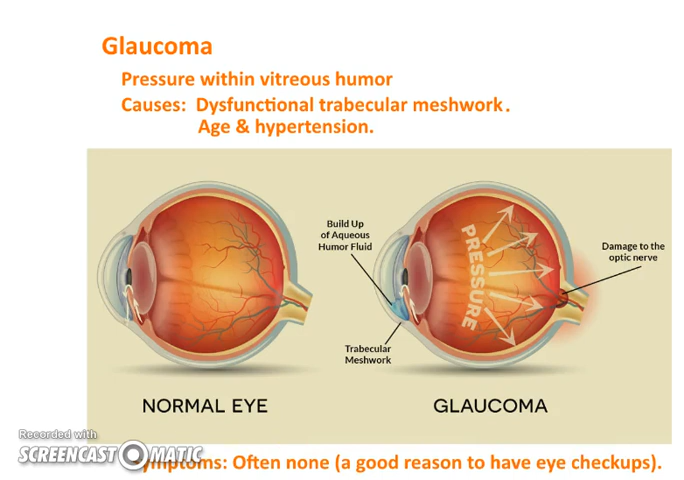 Glaucoma
Pressure within vitreous humor
Causes: Dysfunctional trabecular meshwork.
Age & hypertension.
Build Up
of Aqueous
Humor Fluid
PRESSURE
Damage to the
optic nerve
Trabecular
Meshwork
NORMAL EYE
GLAUCOMA
Recorded with
SCREENCAST-O-MATIC
Symptoms: Often none (a good reason to have eye checkups).